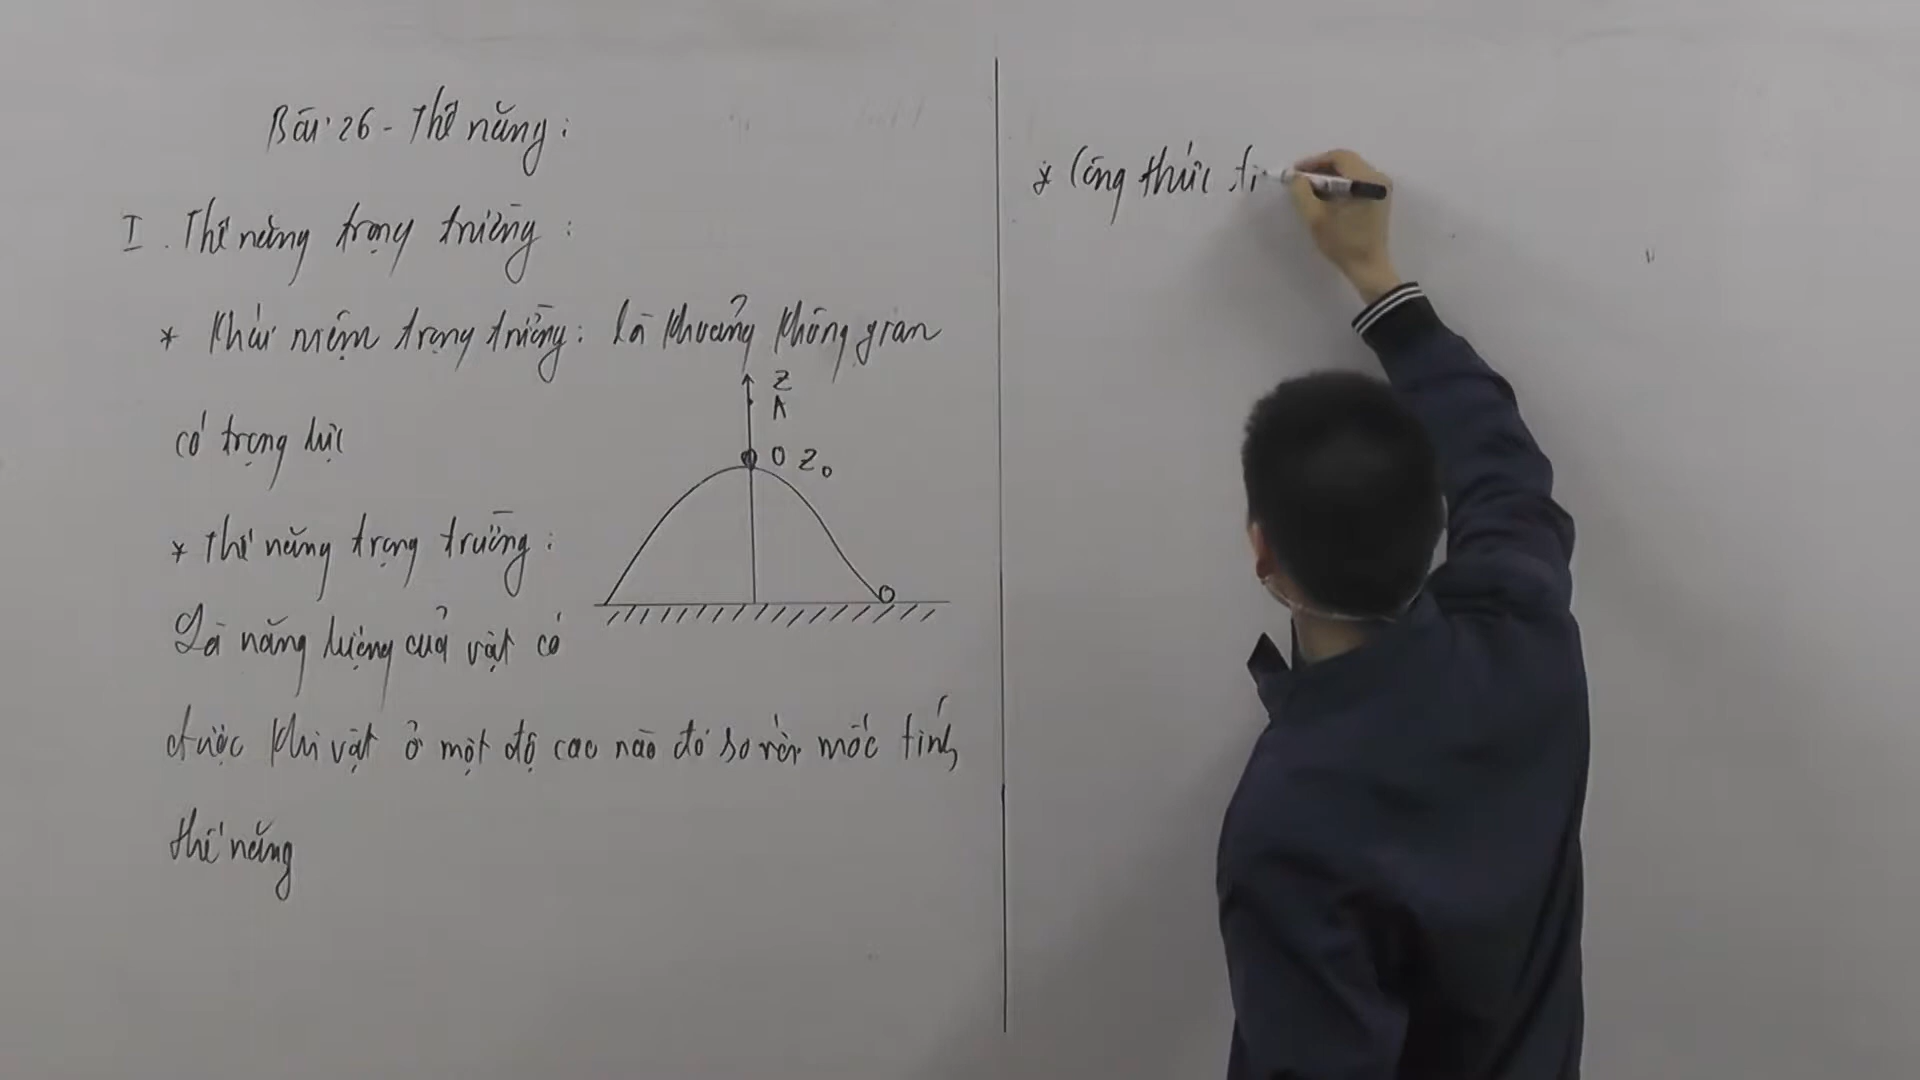 Bài 26 - Thế năng:
I. Thế năng trọng trường:
* Khái niệm trọng trường: là khoảng không gian
có trọng lực
* Thế năng trọng trường:
Là năng lượng của vật có
được khi vật ở một độ cao nào đó so với mốc tính
thế năng
Z
A
O Z₀
* Công thức tí